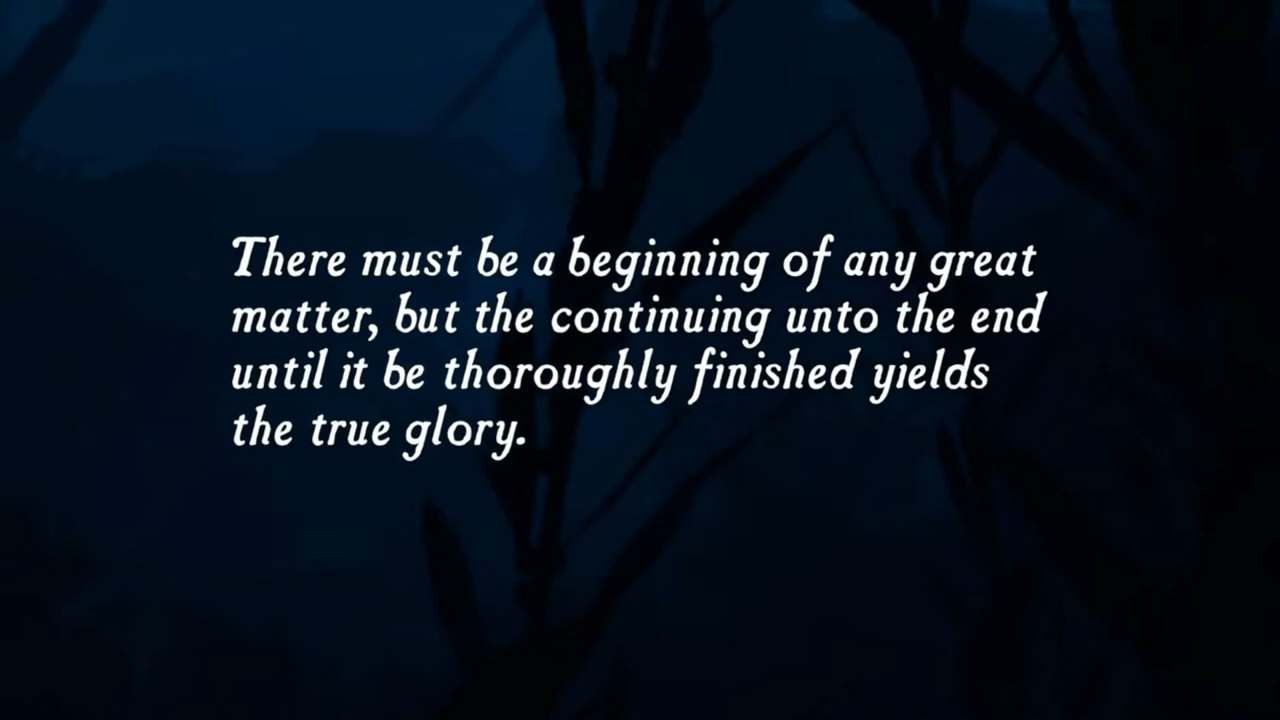 There must be a beginning of any great
matter, but the continuing unto the end
until it be thoroughly finished yields
the true glory.